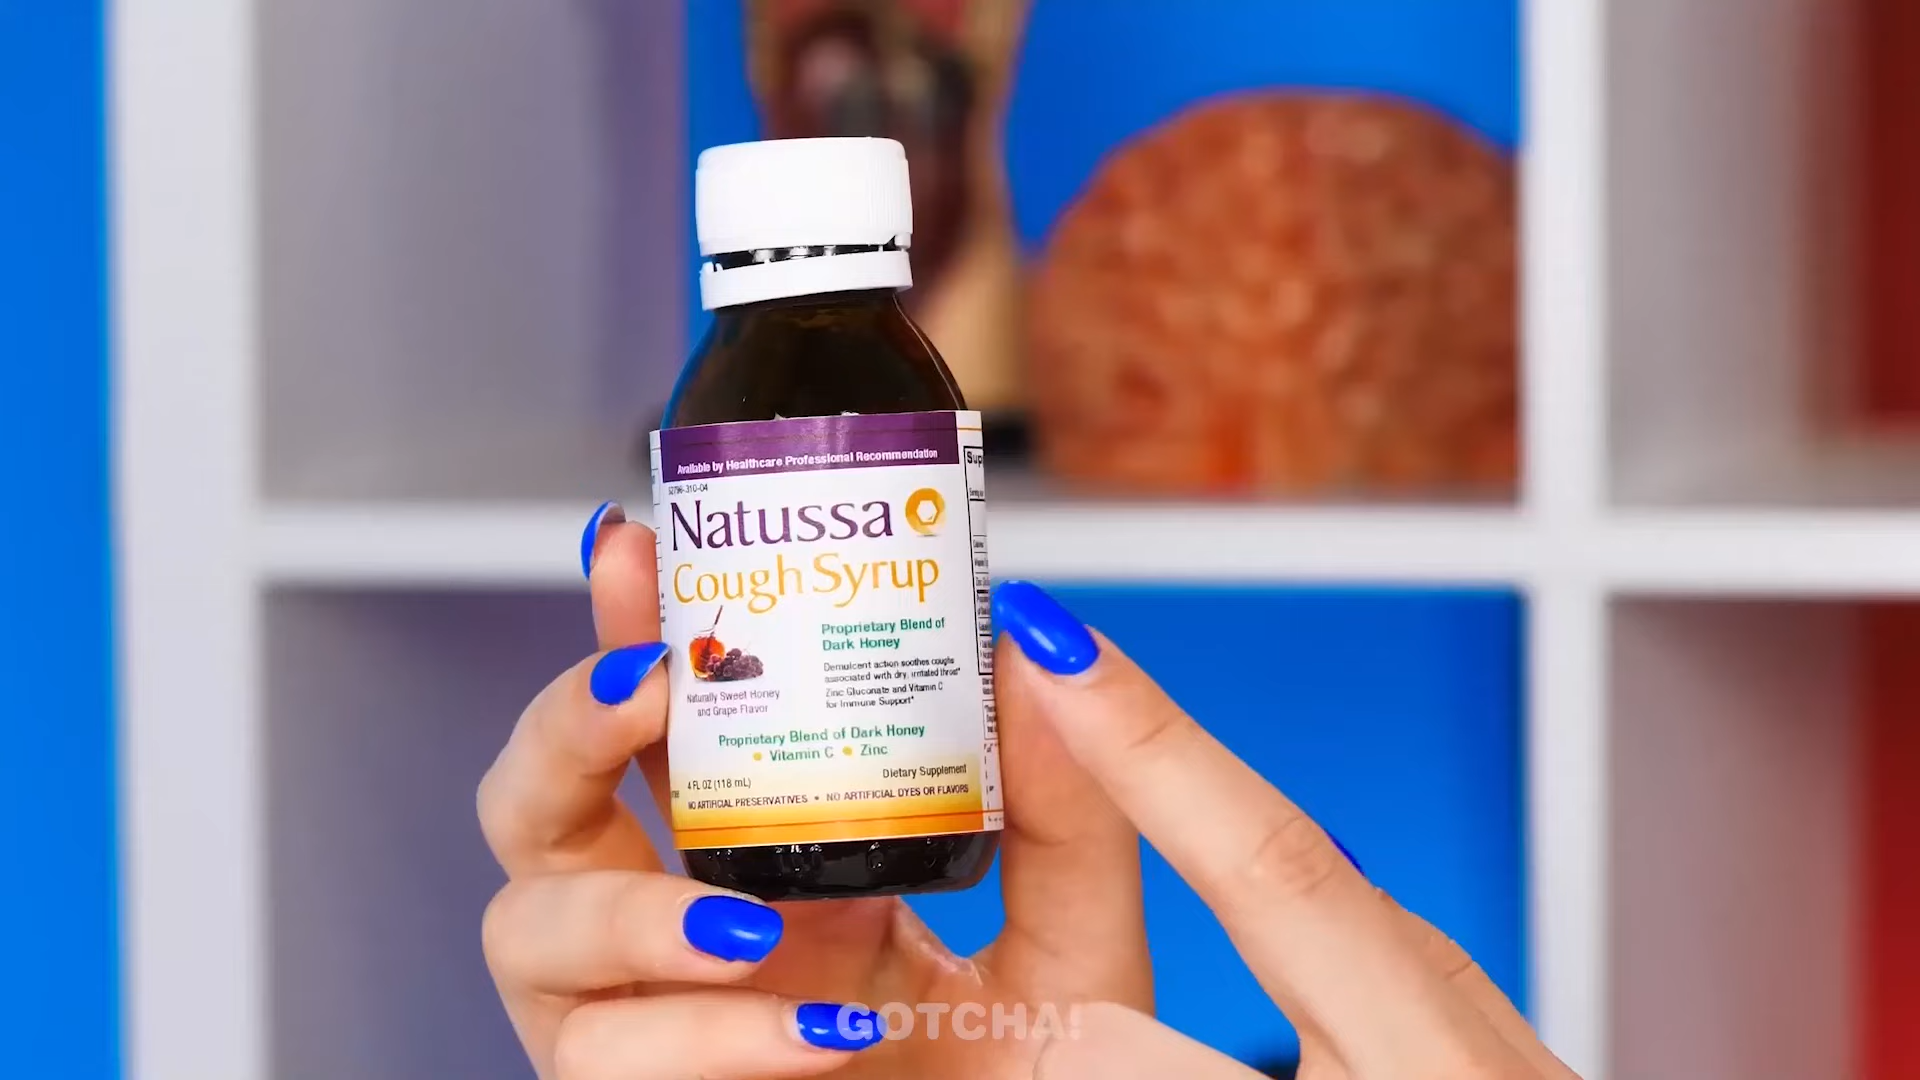 Available by Healthcare Professional Recommendation
Natussa
Cough Syrup
Proprietary Blend of
Dark Honey
Demulcent action soothes coughs
associated with dry, irritated throat*
Zinc Gluconate and Vitamin C
for Immune Support*
Naturally Sweet Honey
and Grape Flavor
Proprietary Blend of Dark Honey
• Vitamin C • Zinc
Dietary Supplement
4 FL OZ (118 mL)
NO ARTIFICIAL PRESERVATIVES • NO ARTIFICIAL DYES OR FLAVORS
GOTCHA!